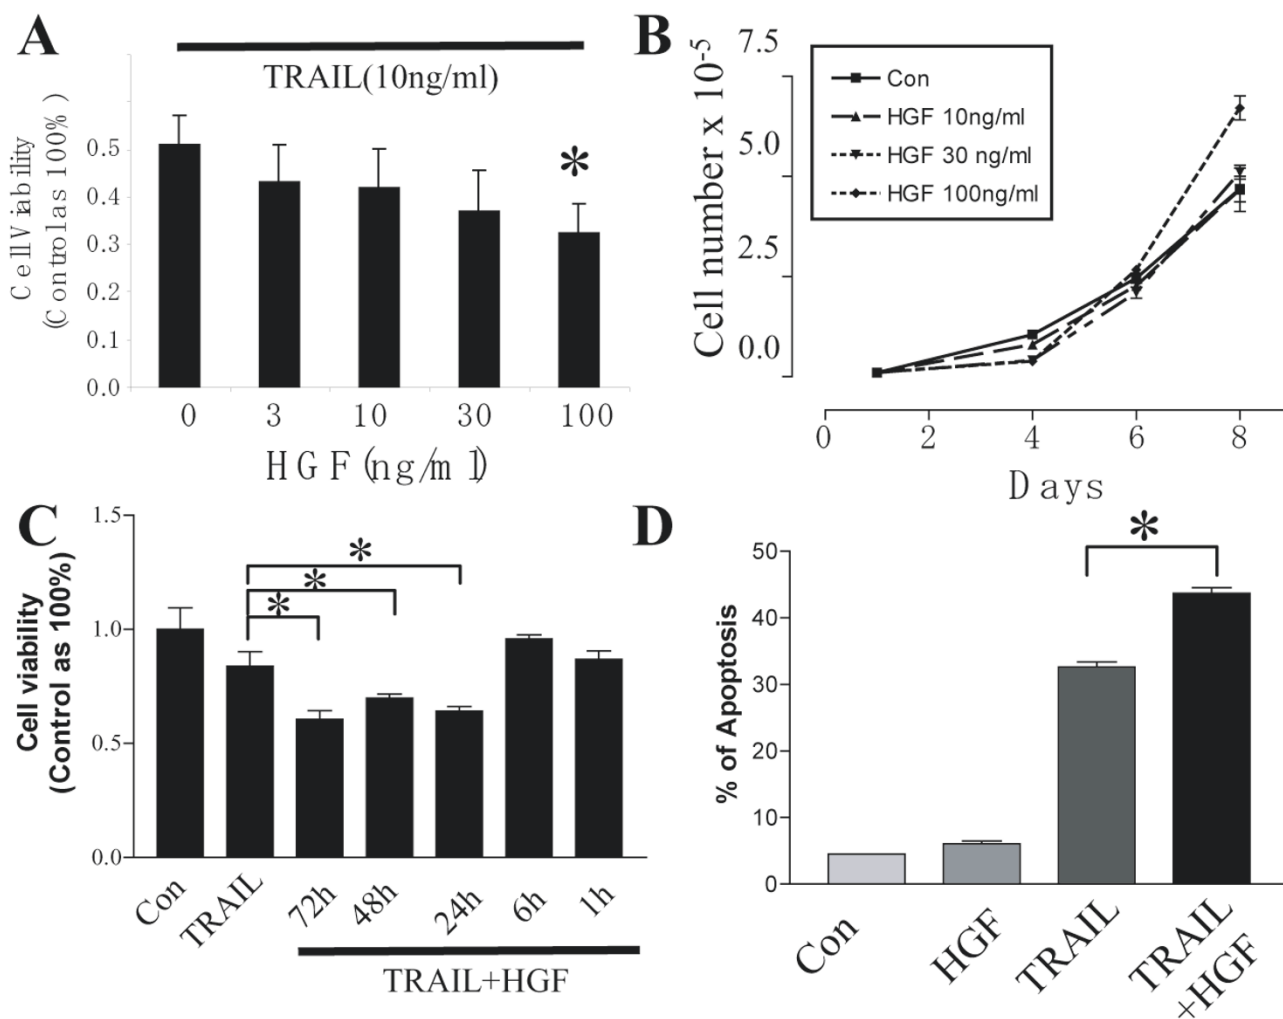 A
TRAIL(10ng/ml)
Cell Viability
(Control as 100%)
0.5
0.4
0.3
0.2
0.1
0.0
*
0 3 10 30 100
HGF (ng/ml)
B
Cell number x 10-5
7.5
5.0
2.5
0.0
Con
HGF 10ng/ml
HGF 30 ng/ml
HGF 100ng/ml
0 2 4 6 8
Days
C
Cell viability
(Control as 100%)
1.5
1.0
0.5
0.0
*
*
*
Con TRAIL 72h 48h 24h 6h 1h
TRAIL+HGF
D
% of Apoptosis
50
40
30
20
10
0
*
Con HGF TRAIL TRAIL
+HGF